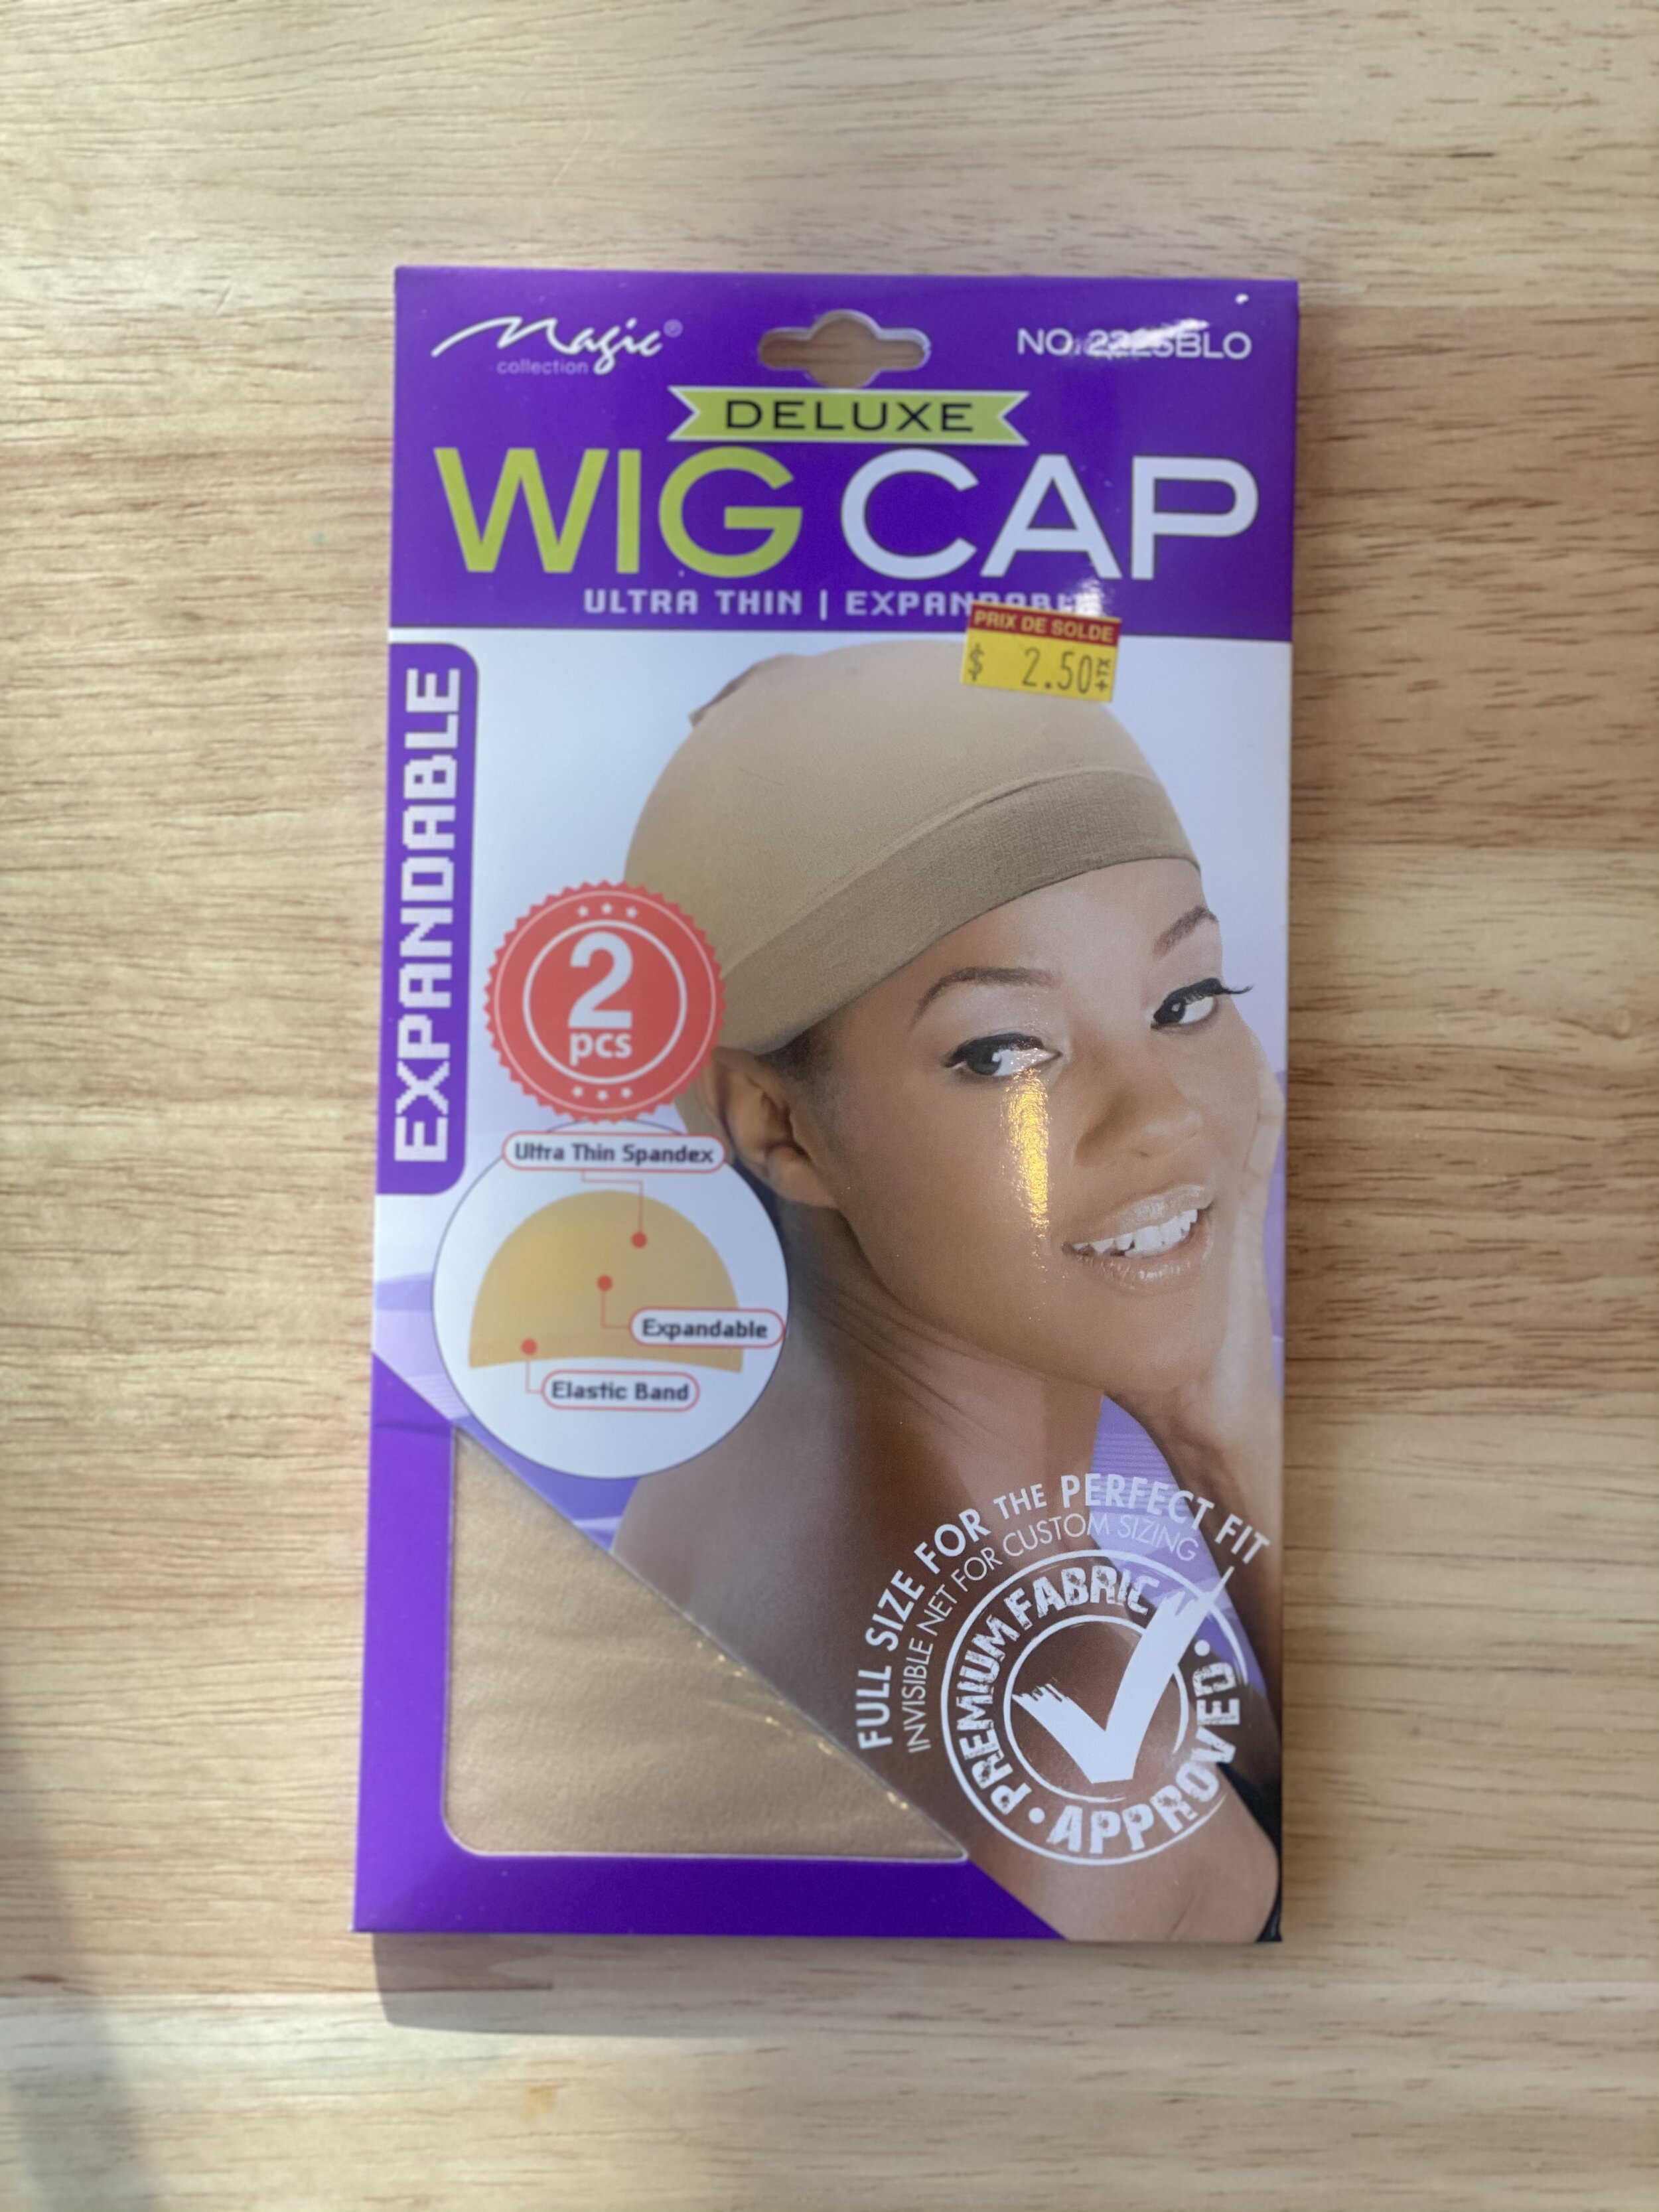 Magic®
collection
NO. 2225BLO
DELUXE
WIG CAP
ULTRA THIN | EXPANDABLE
PRIX DE SOLDE
$ 2.50+TX
EXPANDABLE
2
pcs
Ultra Thin Spandex
Expandable
Elastic Band
FULL SIZE FOR THE PERFECT FIT
INVISIBLE NET FOR CUSTOM SIZING
PREMIUM FABRIC
• APPROVED •